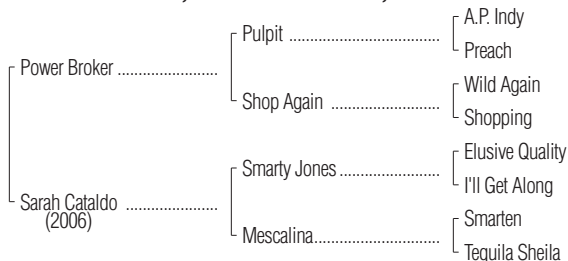 A.P. Indy
Pulpit ........................................
Preach
Power Broker ..........................
Wild Again
Shop Again .............................
Shopping
Elusive Quality
Smarty Jones ..........................
I'll Get Along
Sarah Cataldo ........................
(2006)
Smarten
Mescalina.................................
Tequila Sheila